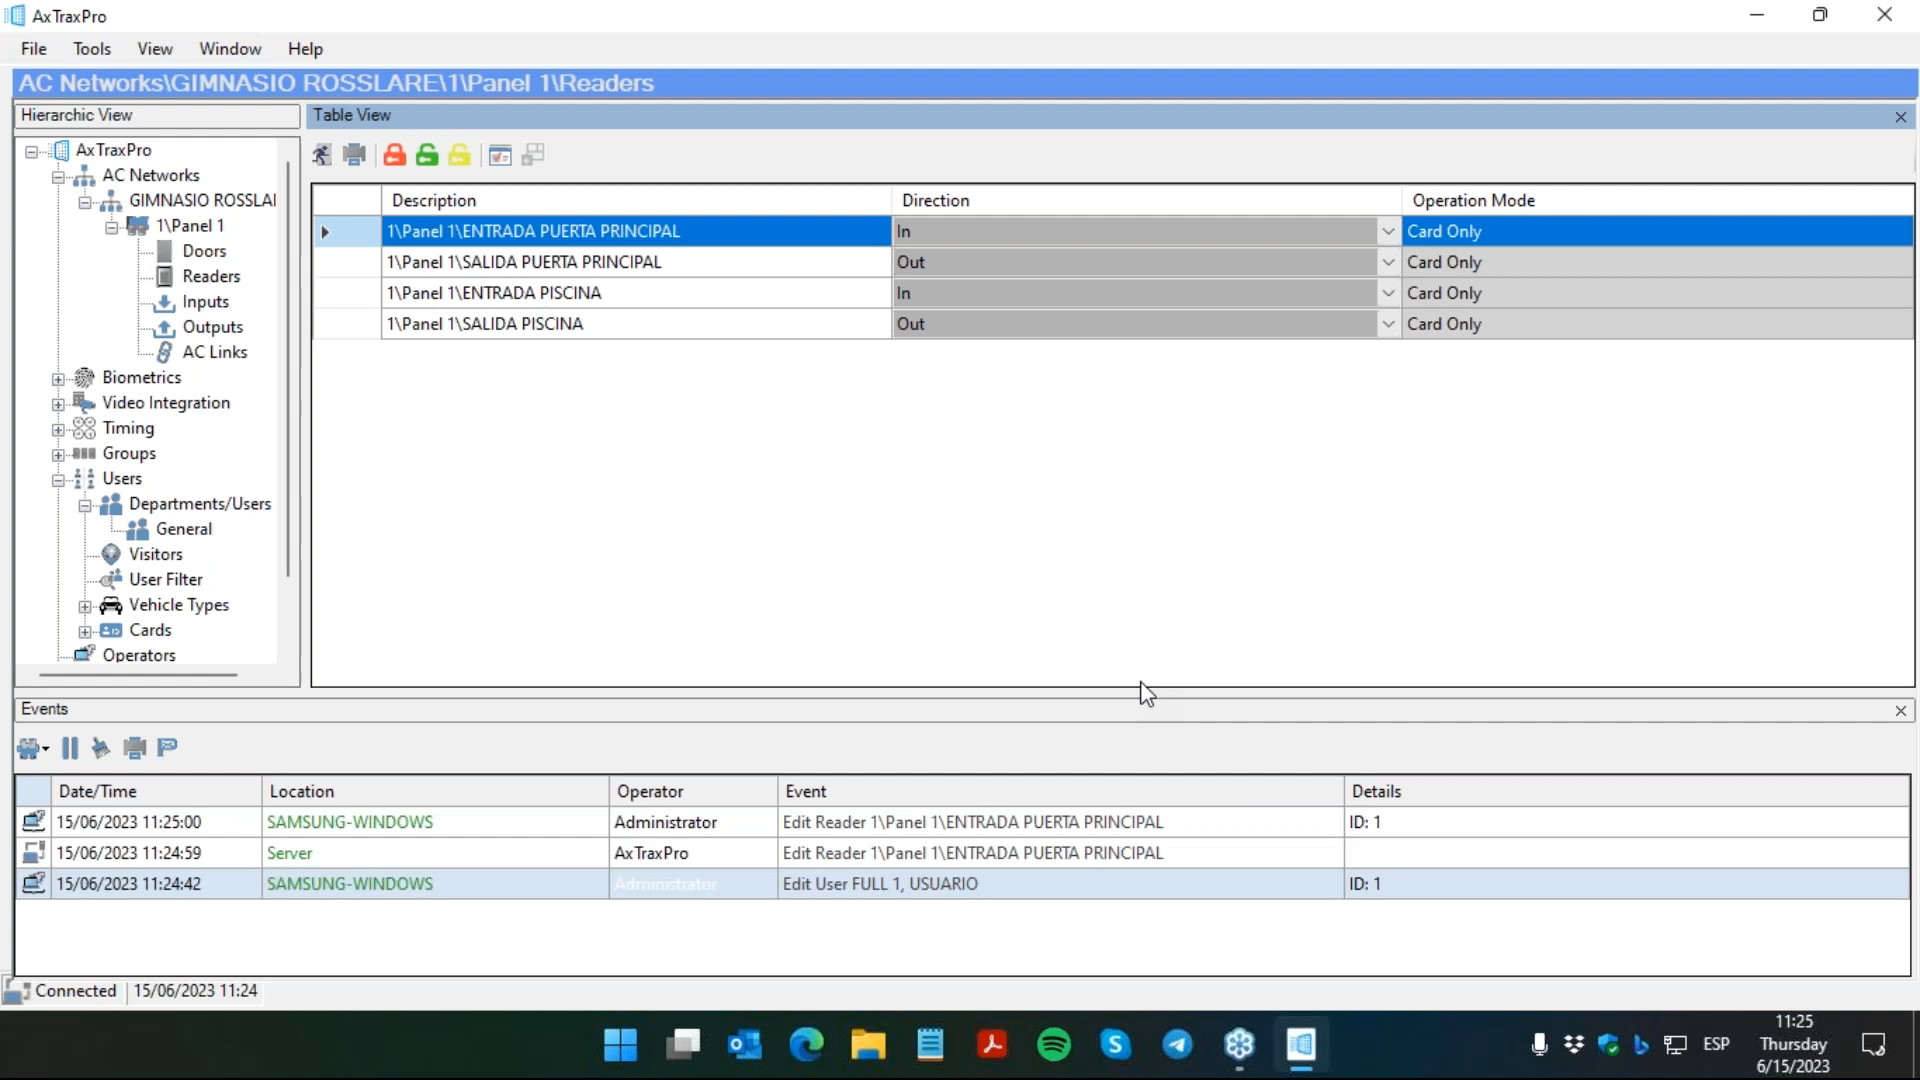 AxTraxPro
File Tools View Window Help
AC Networks\GIMNASIO ROSSLARE\1\Panel 1\Readers
Hierarchic View
Table View
AxTraxPro
AC Networks
GIMNASIO ROSSLAI
1\Panel 1
Doors
Readers
Inputs
Outputs
AC Links
Biometrics
Video Integration
Timing
Groups
Users
Departments/Users
General
Visitors
User Filter
Vehicle Types
Cards
Operators
Description Direction Operation Mode
1\Panel 1\ENTRADA PUERTA PRINCIPAL In Card Only
1\Panel 1\SALIDA PUERTA PRINCIPAL Out Card Only
1\Panel 1\ENTRADA PISCINA In Card Only
1\Panel 1\SALIDA PISCINA Out Card Only
Events
Date/Time Location Operator Event Details
15/06/2023 11:25:00 SAMSUNG-WINDOWS Administrator Edit Reader 1\Panel 1\ENTRADA PUERTA PRINCIPAL ID: 1
15/06/2023 11:24:59 Server AxTraxPro Edit Reader 1\Panel 1\ENTRADA PUERTA PRINCIPAL
15/06/2023 11:24:42 SAMSUNG-WINDOWS Administrator Edit User FULL 1, USUARIO ID: 1
Connected 15/06/2023 11:24
ESP
11:25
Thursday
6/15/2023